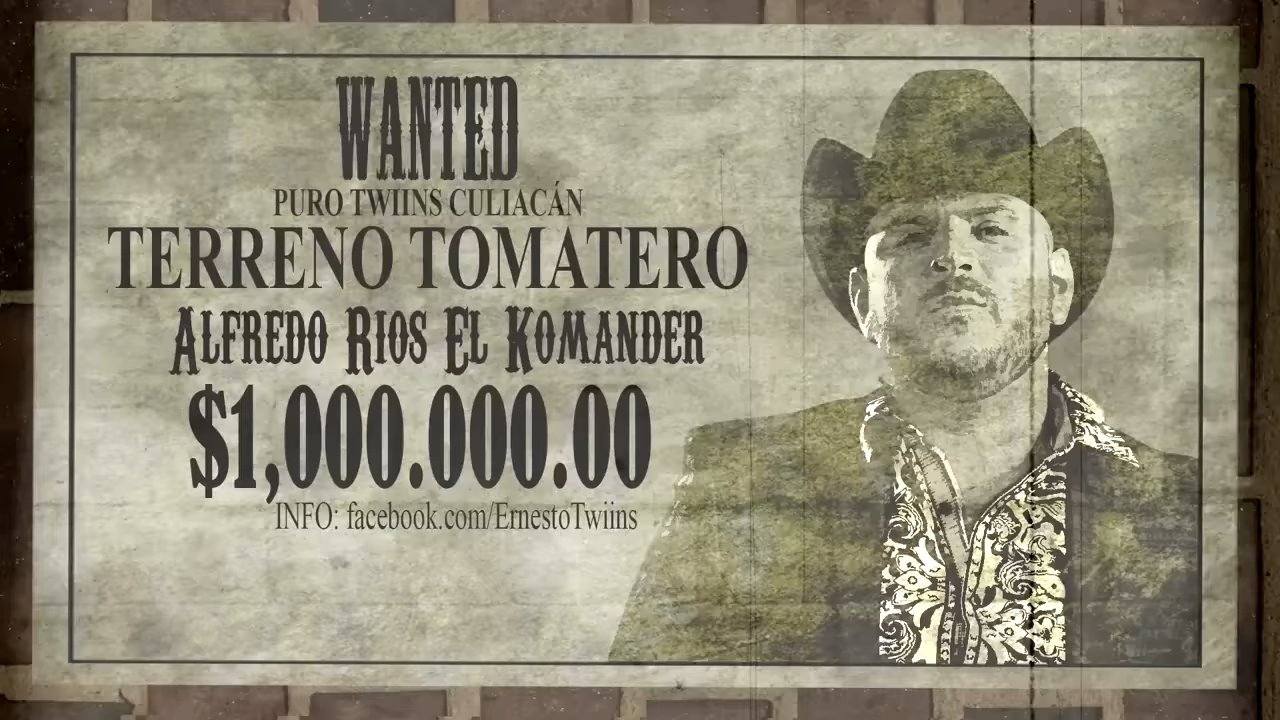 WANTED
PURO TWIINS CULIACÁN
TERRENO TOMATERO
ALFREDO RIOS EL KOMANDER
$1,000.000.00
INFO: facebook.com/ErnestoTwiins